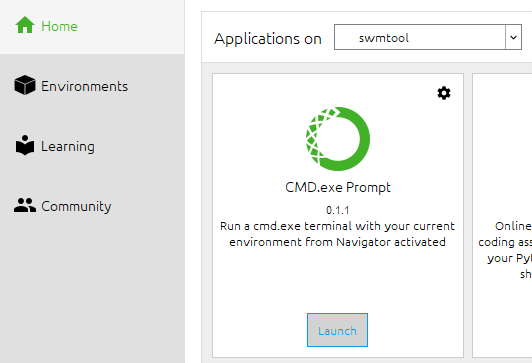 Home
Environments
Learning
Community
Applications on swmtool
CMD.exe Prompt
0.1.1
Run a cmd.exe terminal with your current
environment from Navigator activated
Launch
Online
coding ass
your Py
sh